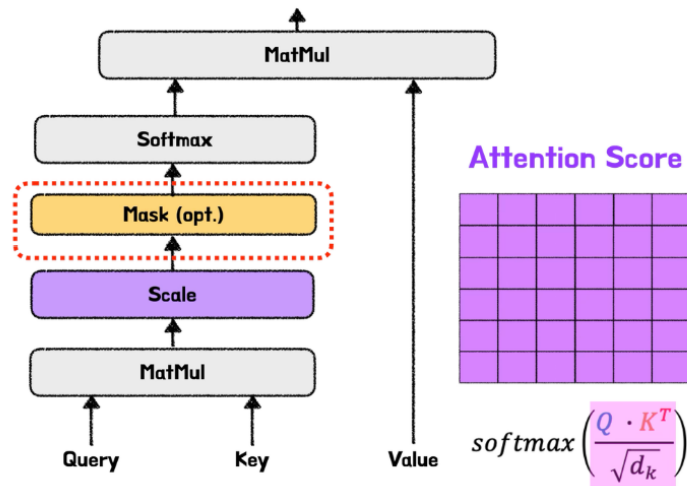 MatMul
Softmax
Mask (opt.)
Scale
MatMul
Query
Key
Value
Attention Score
softmax(Q · K^T / √d_k)